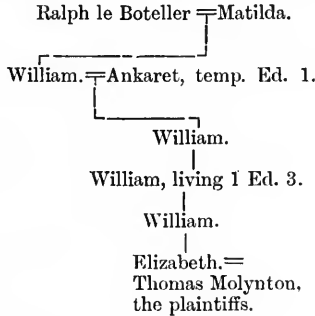 Ralph le Boteller=Matilda.
William.=Ankaret, temp. Ed. 1.
William.
William, living 1 Ed. 3.
William.
Elizabeth.=
Thomas Molynton,
the plaintiffs.